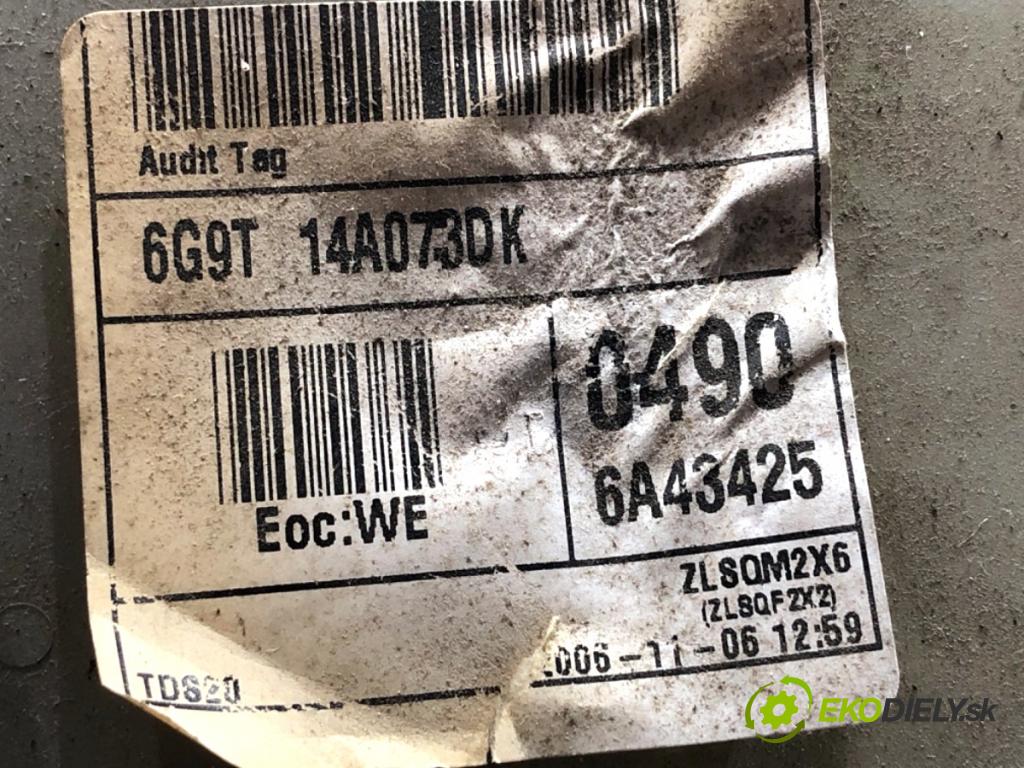 Audit Tag
6G9T 14A073DK
0490
6A43425
Eoc:WE
ZLSQM2X6
(ZLSQF2X2)
006-11-06 12:59
TDS20
EKODIELY.sk